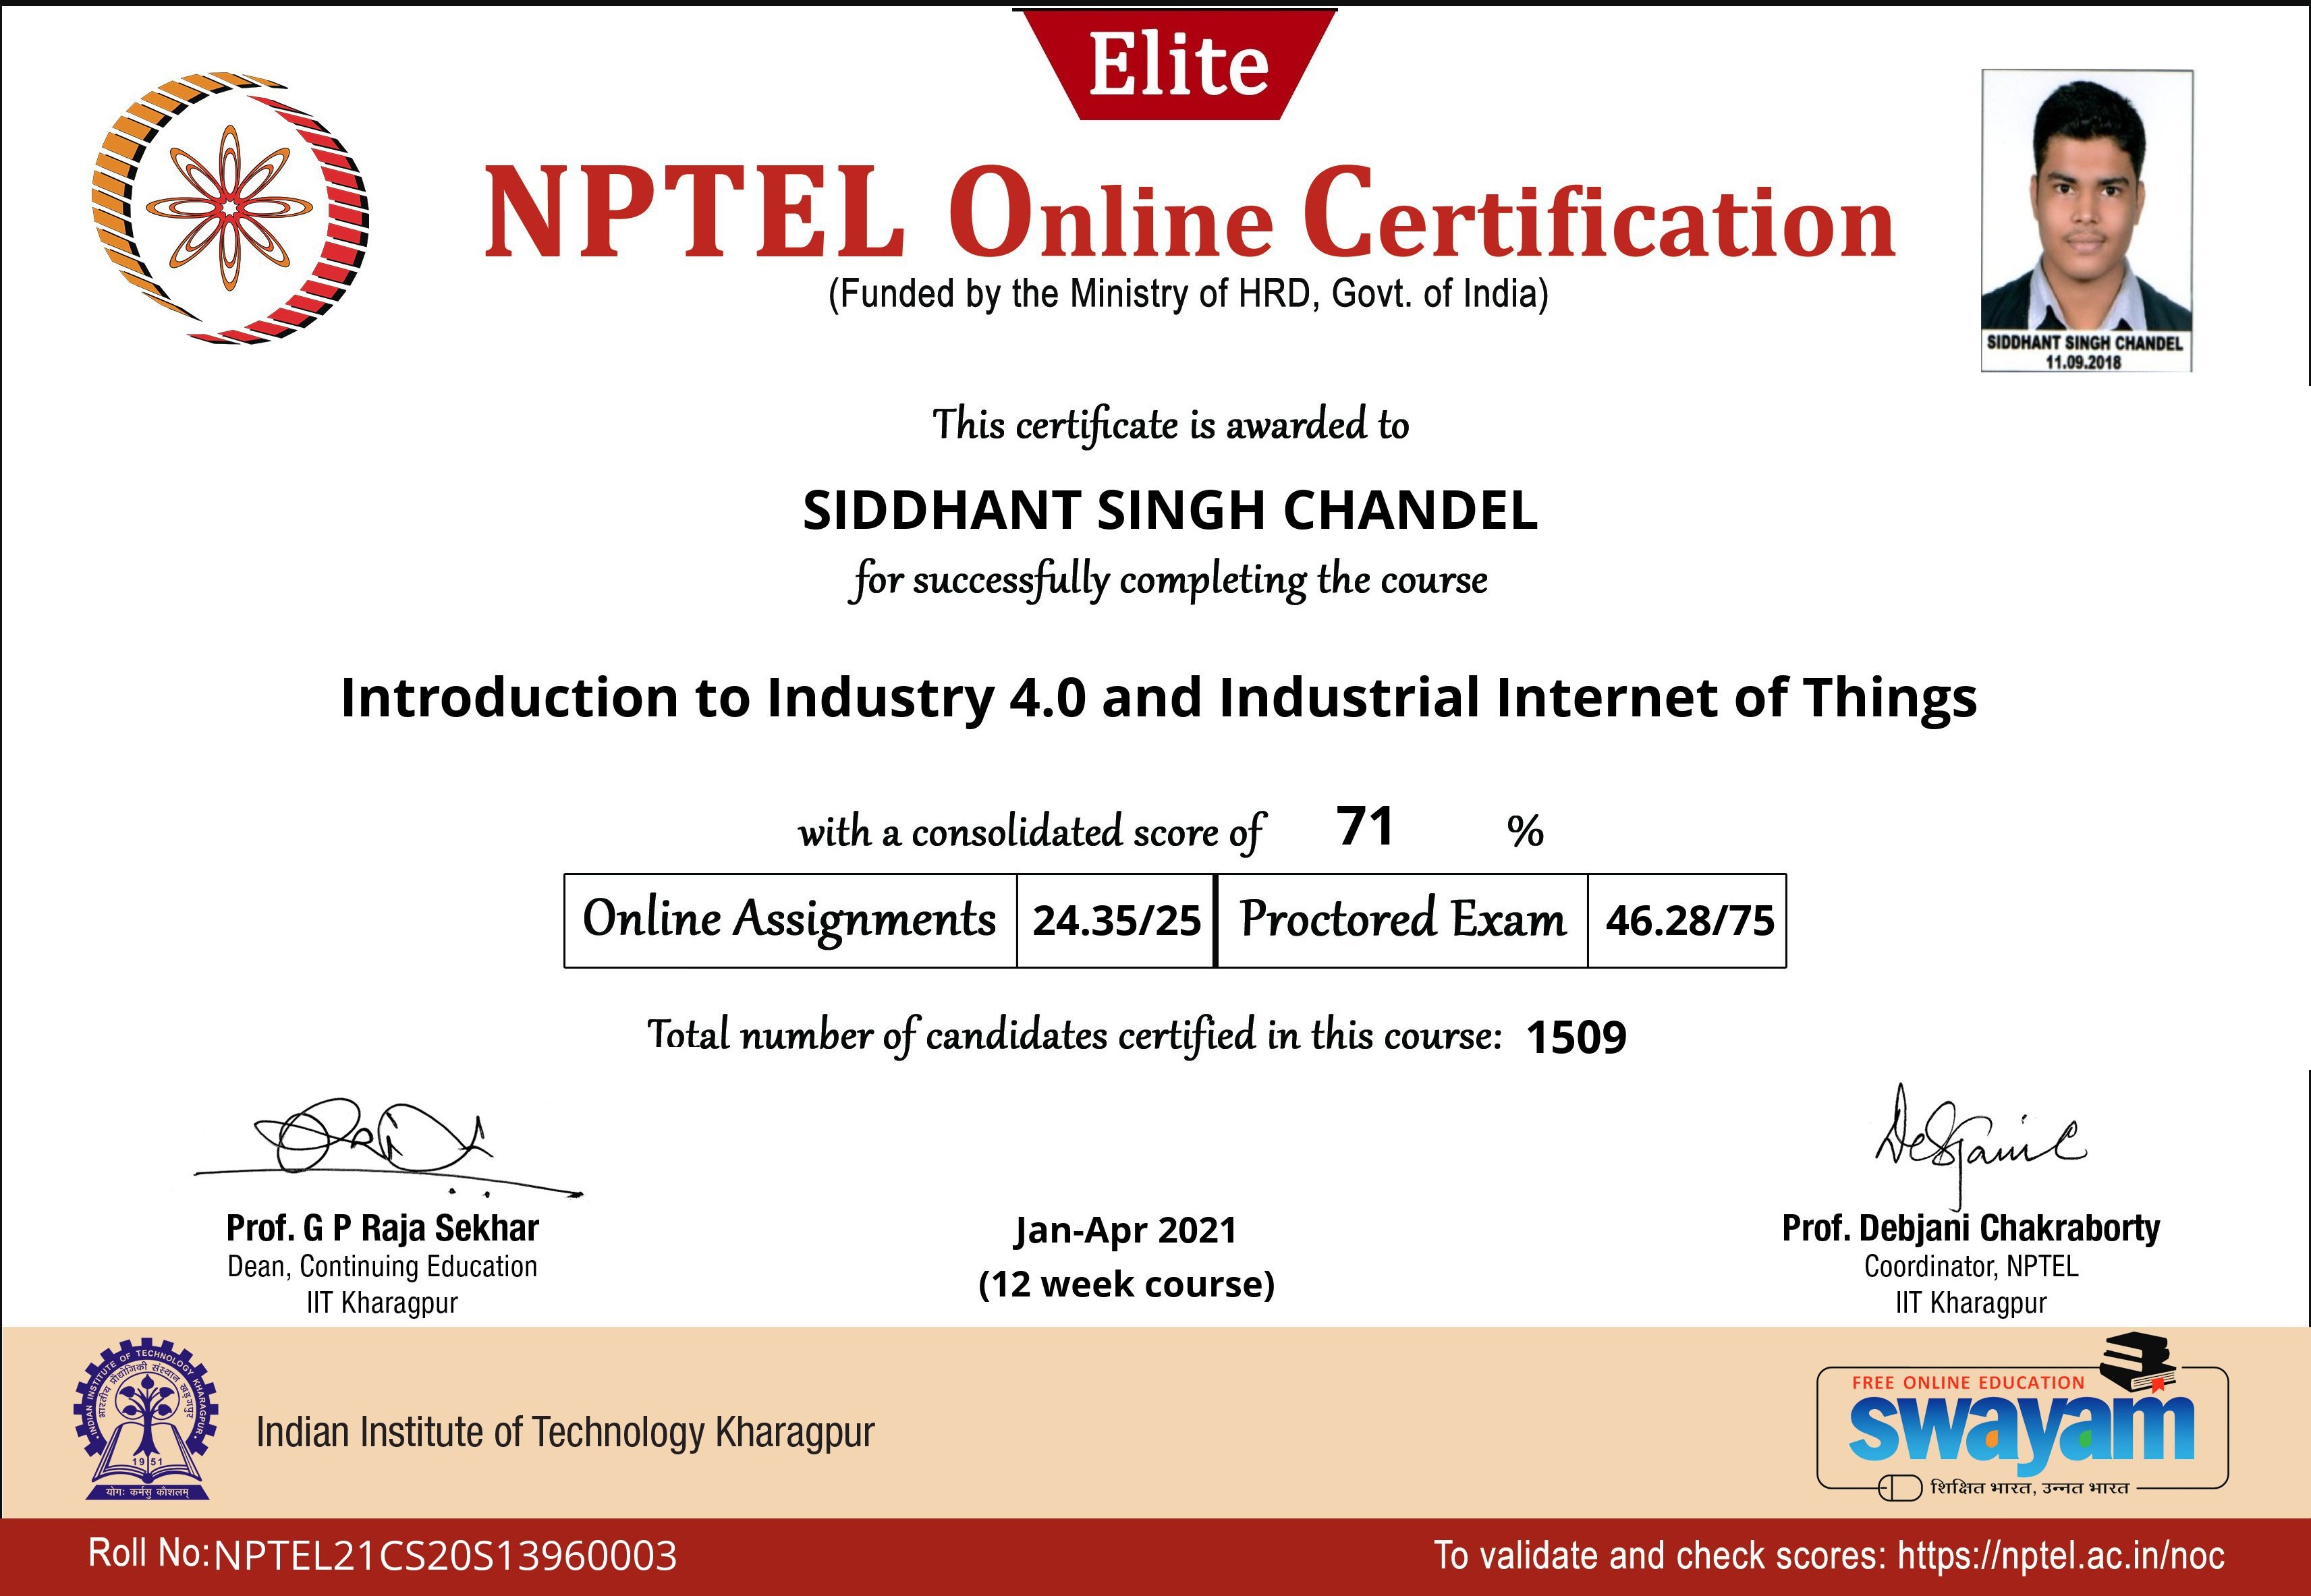 Elite
NPTEL Online Certification
(Funded by the Ministry of HRD, Govt. of India)
SIDDHANT SINGH CHANDEL
11.09.2018
This certificate is awarded to
SIDDHANT SINGH CHANDEL
for successfully completing the course
Introduction to Industry 4.0 and Industrial Internet of Things
with a consolidated score of 71 %
Online Assignments 24.35/25 Proctored Exam 46.28/75
Total number of candidates certified in this course: 1509
Prof. G P Raja Sekhar
Dean, Continuing Education
IIT Kharagpur
Jan-Apr 2021
(12 week course)
Prof. Debjani Chakraborty
Coordinator, NPTEL
IIT Kharagpur
INDIAN INSTITUTE OF TECHNOLOGY KHARAGPUR
भारतीय प्रौद्योगिकी संस्थान खड़गपुर
1951
योगः कर्मसु कौशलम्
Indian Institute of Technology Kharagpur
FREE ONLINE EDUCATION
swayam
शिक्षित भारत, उन्नत भारत
Roll No: NPTEL21CS20S13960003
To validate and check scores: https://nptel.ac.in/noc